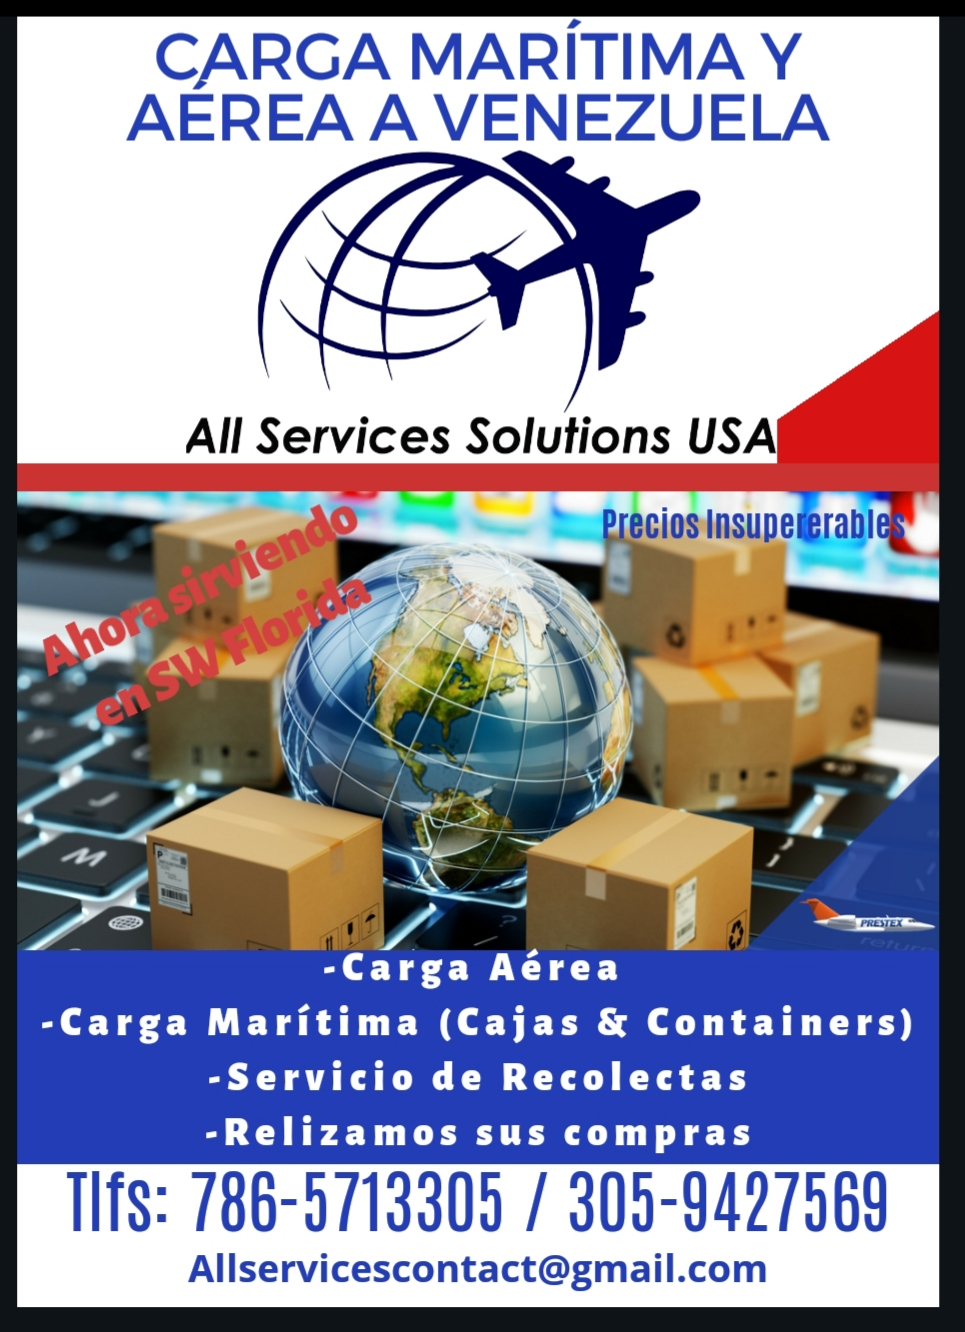 CARGA MARÍTIMA Y
AÉREA A VENEZUELA
All Services Solutions USA
Ahora sirviendo
en SW Florida
Precios Insupererables
M
P
?
PRESTEX
return
-Carga Aérea
-Carga Marítima (Cajas & Containers)
-Servicio de Recolectas
-Relizamos sus compras
Tlfs: 786-5713305 / 305-9427569
Allservicescontact@gmail.com